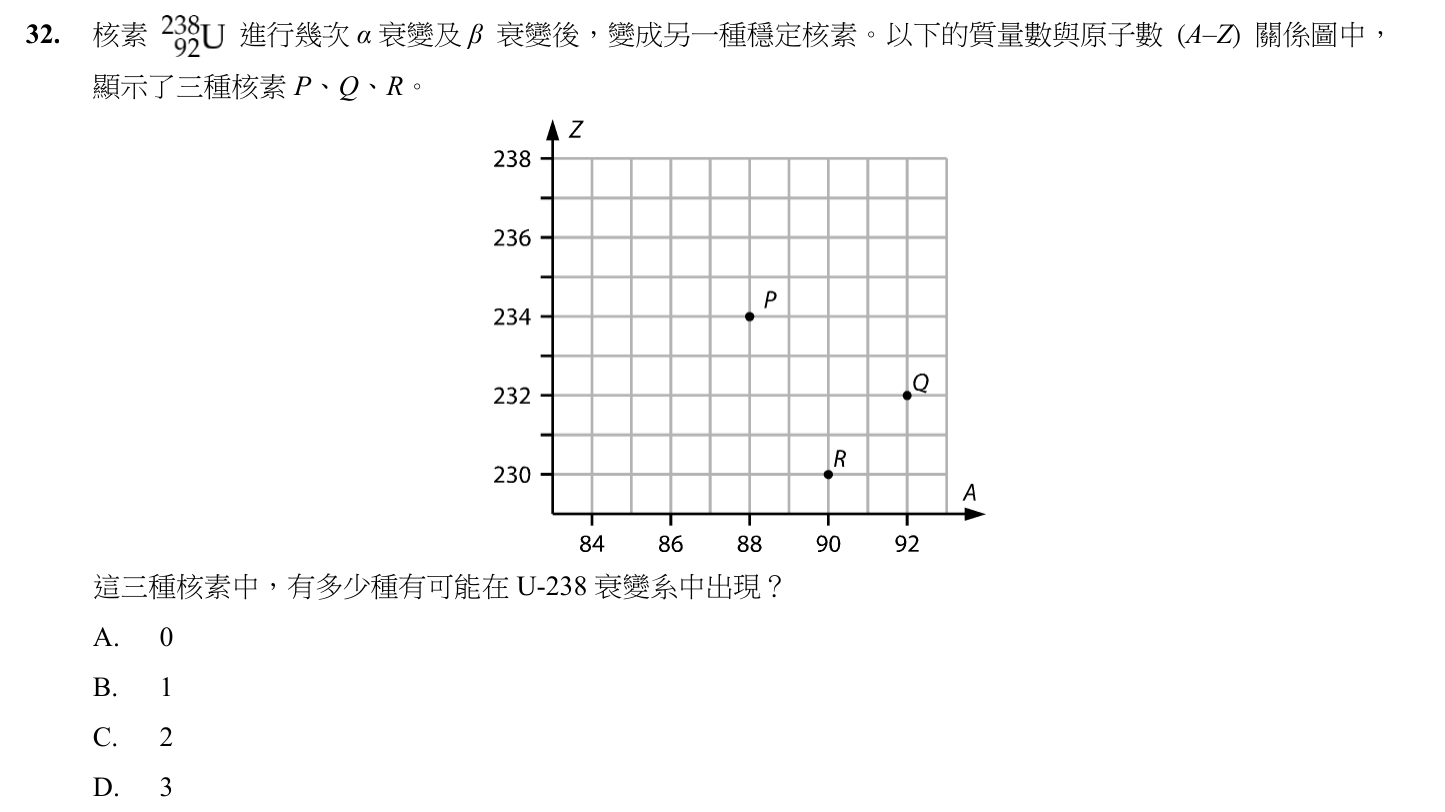 32. 核素 ²³⁸₉₂U 進行幾次 α 衰變及 β 衰變後，變成另一種穩定核素。以下的質量數與原子數 (A–Z) 關係圖中，
顯示了三種核素 P、Q、R。
Z
238
236
P
234
Q
232
R
230
A
84 86 88 90 92
這三種核素中，有多少種有可能在 U-238 衰變系中出現？
A. 0
B. 1
C. 2
D. 3